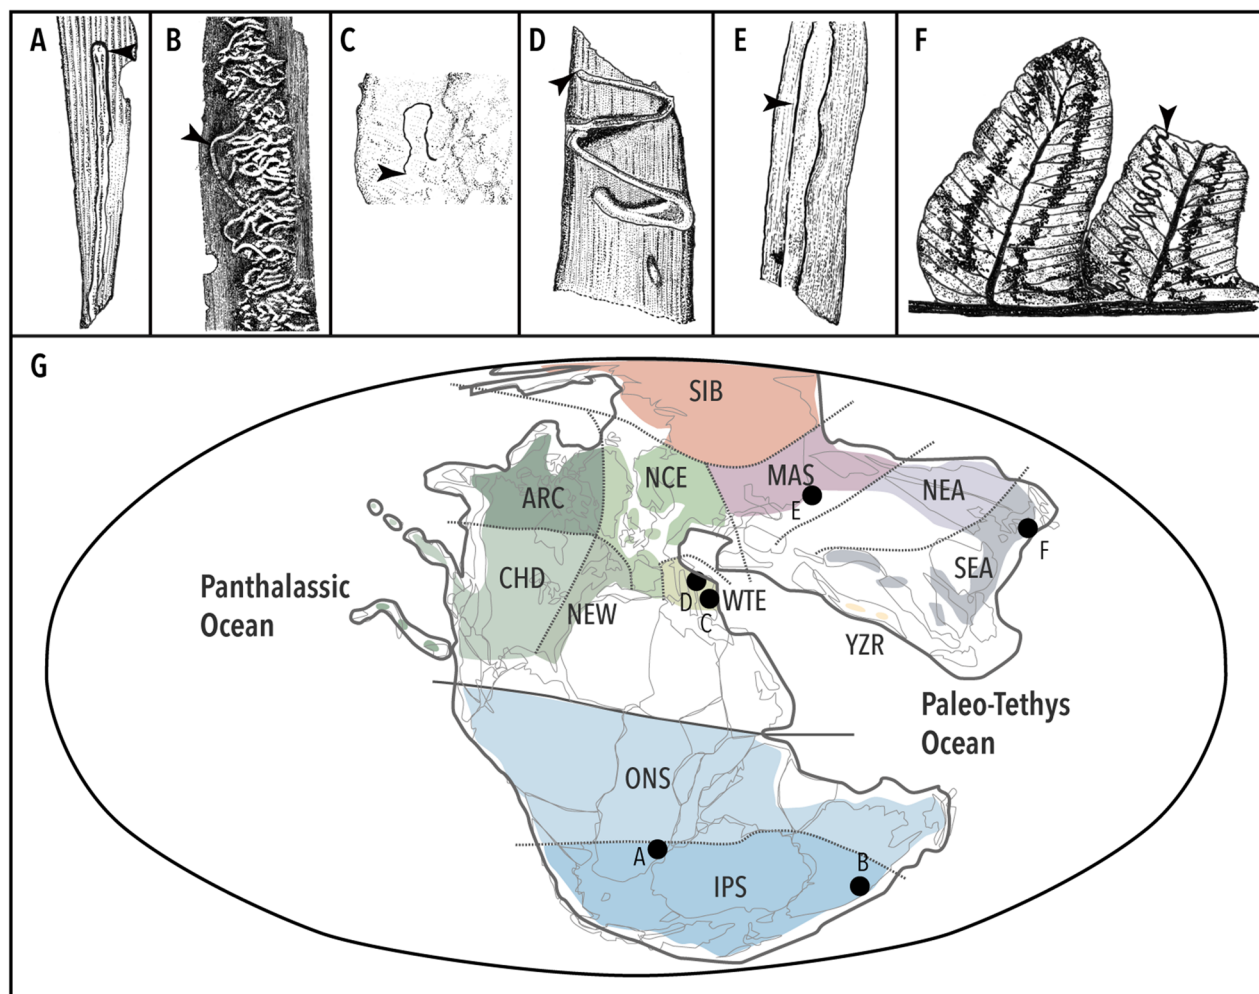 A
B
C
D
E
F
G
SIB
NCE
MAS
E
NEA
ARC
F
CHD
SEA
D
WTE
C
NEW
YZR
Panthalassic
Ocean
Paleo-Tethys
Ocean
ONS
A
B
IPS